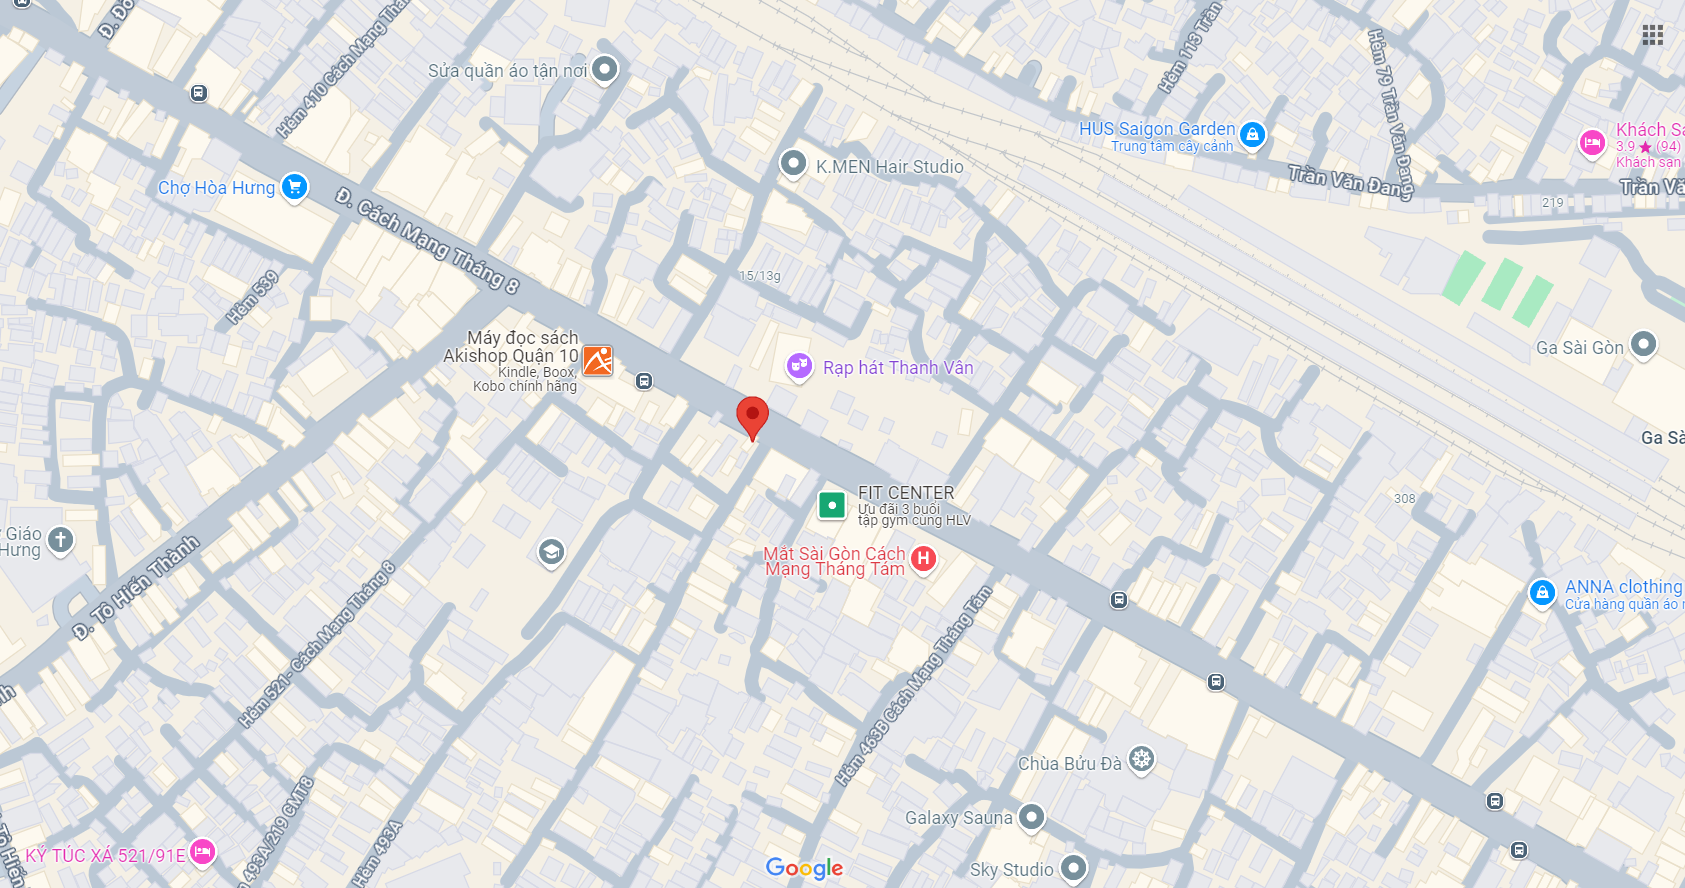 Hẻm 410 Cách Mạng Thán
Hẻm 113 Trần
Hẻm 79 Trần Văn Đang
Sửa quần áo tận nơi
HUS Saigon Garden
Trung tâm cây cảnh
Khách Sạ
3.9 ★ (94)
Khách sạn
K.MEN Hair Studio
Trần Văn Đan
Trần Vă
219
Chợ Hòa Hưng
Đ. Cách Mạng Tháng 8
Hẻm 539
15/13g
Máy đọc sách
Akishop Quận 10
Kindle, Boox,
Kobo chính hãng
Rạp hát Thanh Vân
Ga Sài Gòn
Ga Sà
FIT CENTER
Ưu đãi 3 buổi
tập gym cùng HLV
308
Giáo
Hưng
Mắt Sài Gòn Cách
Mạng Tháng Tám
Đ. Tô Hiến Thành
ANNA clothing
Cửa hàng quần áo
Hẻm 521- Cách Mạng Tháng 8
Hẻm 463B Cách Mạng Tháng Tám
Chùa Bửu Đà
Galaxy Sauna
Hẻm 493A
493A/219 CMT8
KÝ TÚC XÁ 521/91E
Tô Hiến
Google
Sky Studio